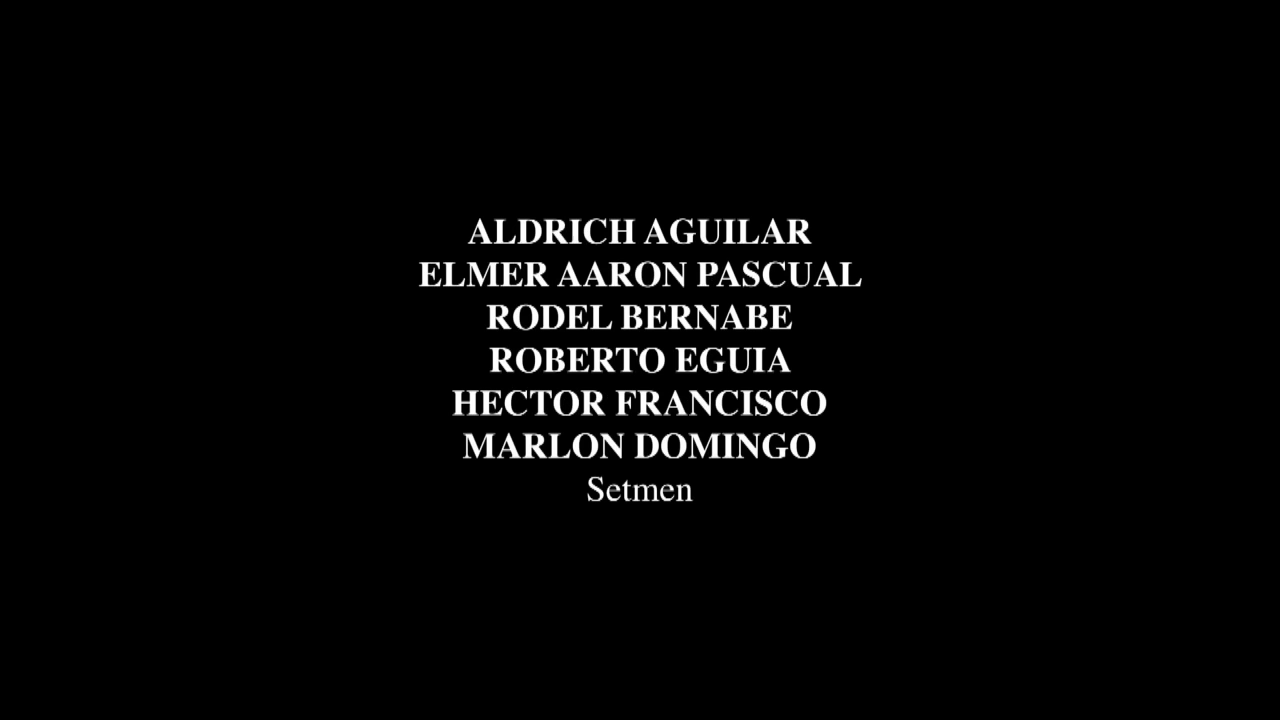 ALDRICH AGUILAR
ELMER AARON PASCUAL
RODEL BERNABE
ROBERTO EGUIA
HECTOR FRANCISCO
MARLON DOMINGO
Setmen